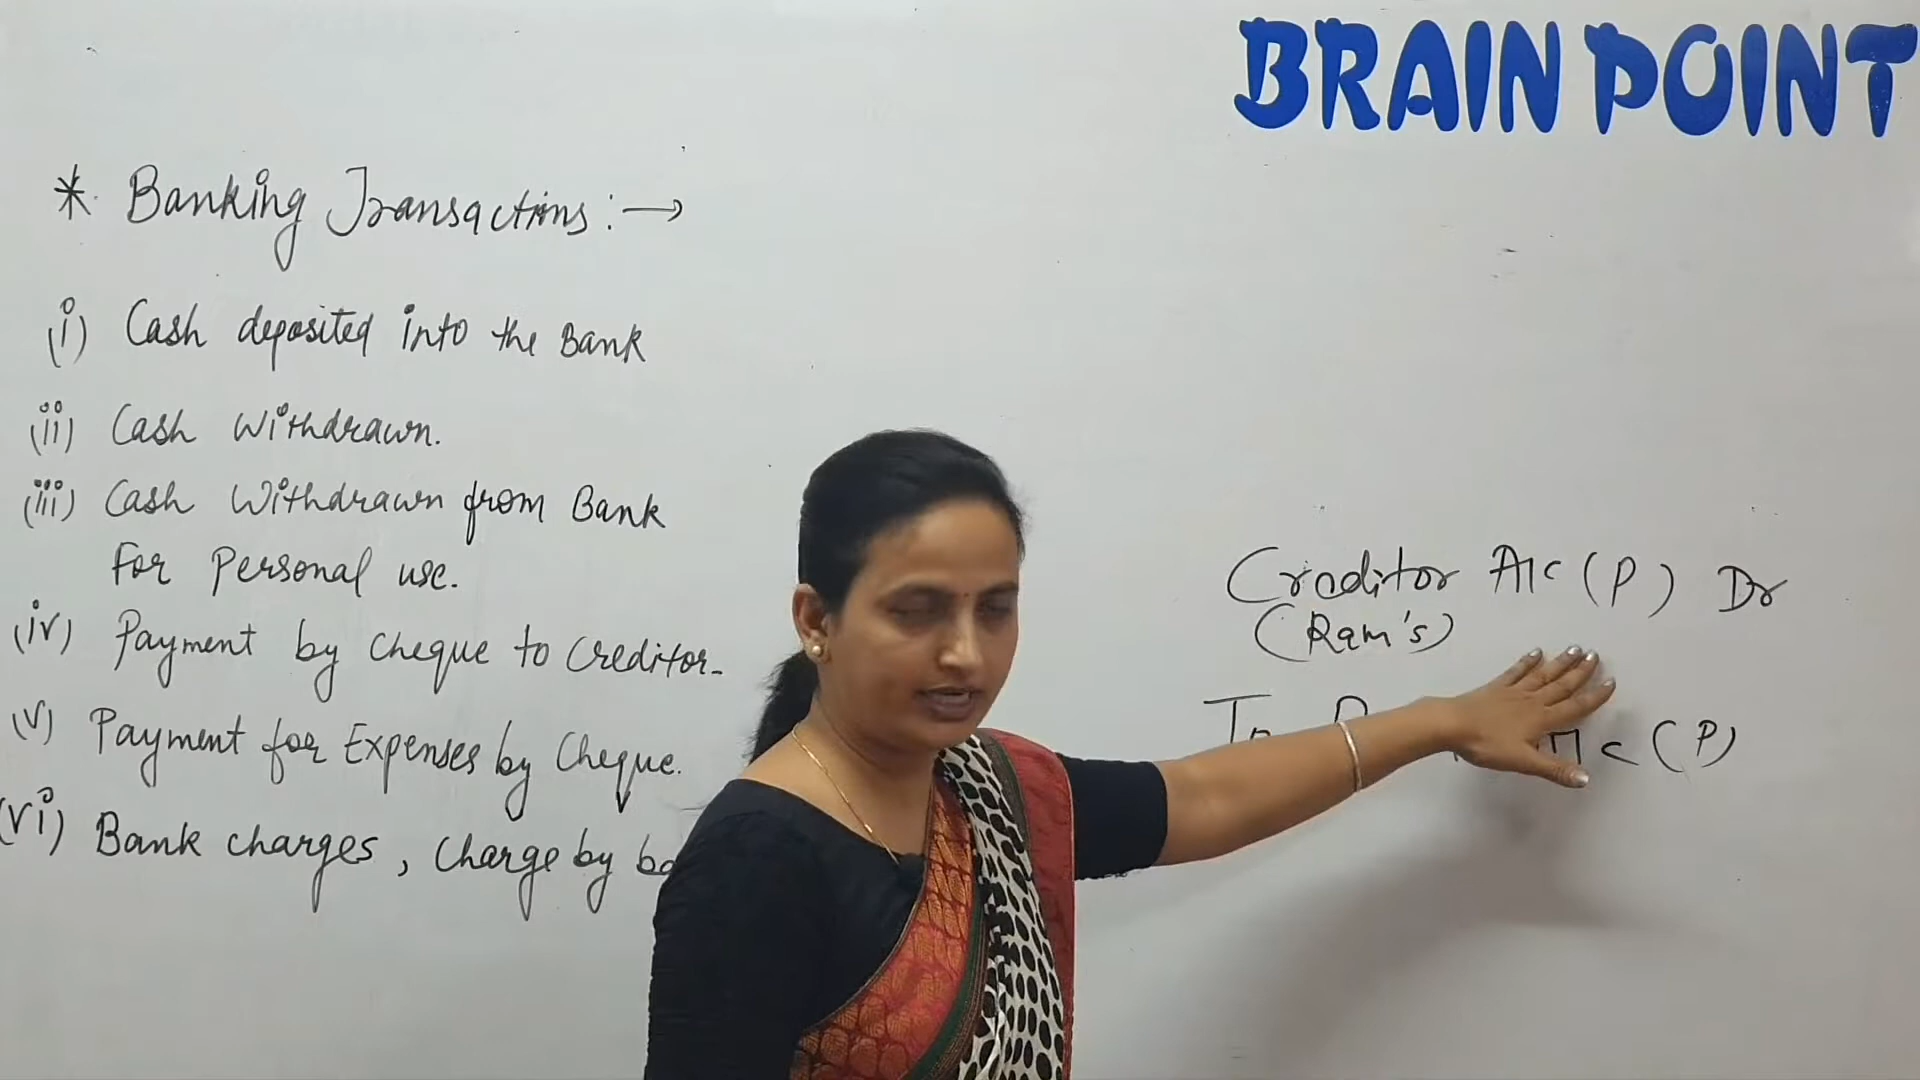 BRAIN POINT
* Banking Transactions :→
(i) Cash deposited into the Bank
(ii) Cash Withdrawn.
(iii) Cash Withdrawn from Bank
For Personal use.
(iv) Payment by Cheque to Creditor.
(v) Payment for Expenses by Cheque.
(vi) Bank charges, Charge by
Creditor A/c (P) Dr
(Ram's)
To A/c (P)